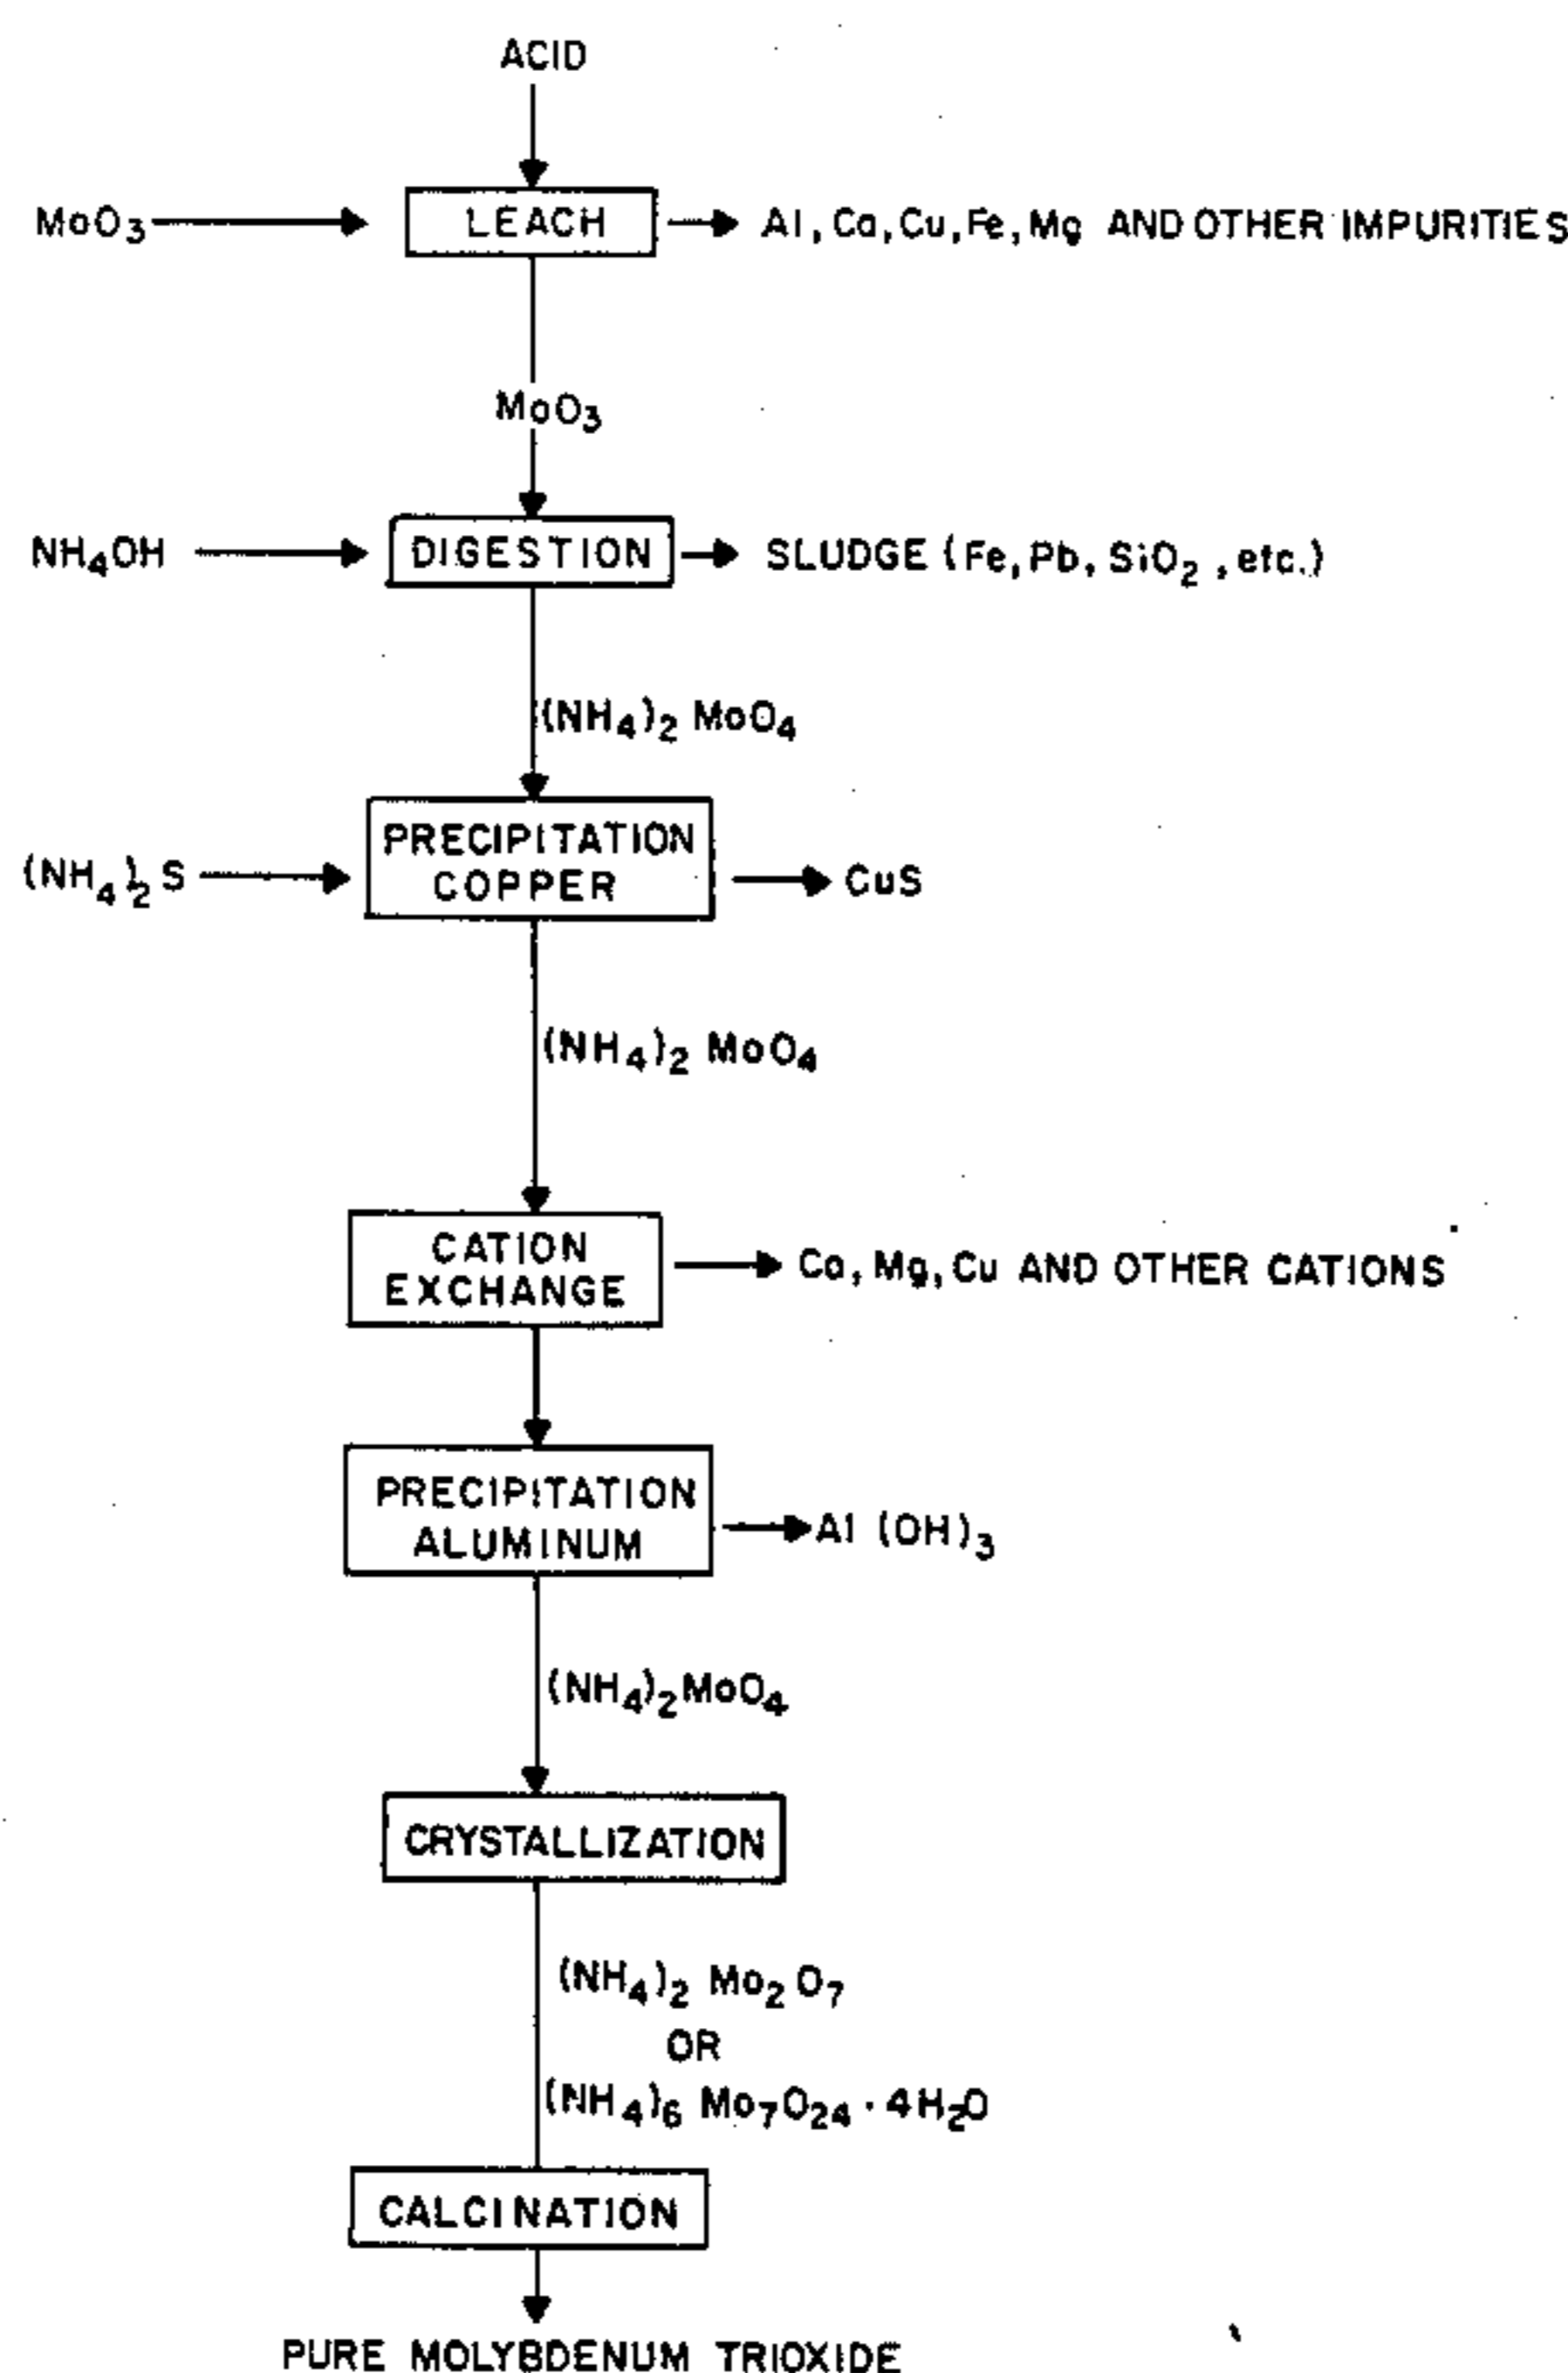 ACID
MoO3
LEACH
Al, Ca, Cu, Fe, Mg AND OTHER IMPURITIES
MoO3
NH4OH
DIGESTION
SLUDGE (Fe, Pb, SiO2, etc.)
(NH4)2 MoO4
(NH4)2 S
PRECIPITATION
COPPER
CuS
(NH4)2 MoO4
CATION
EXCHANGE
Ca, Mg, Cu AND OTHER CATIONS
PRECIPITATION
ALUMINUM
Al (OH)3
(NH4)2 MoO4
CRYSTALLIZATION
(NH4)2 Mo2 O7
OR
(NH4)6 Mo7O24 · 4H2O
CALCINATION
PURE MOLYBDENUM TRIOXIDE